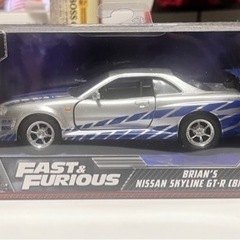 FAST & FURIOUS
BRIAN'S
NISSAN SKYLINE GT-R (B